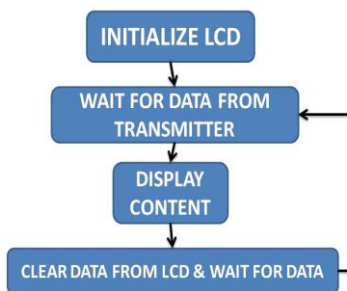 INITIALIZE LCD
WAIT FOR DATA FROM
TRANSMITTER
DISPLAY
CONTENT
CLEAR DATA FROM LCD & WAIT FOR DATA